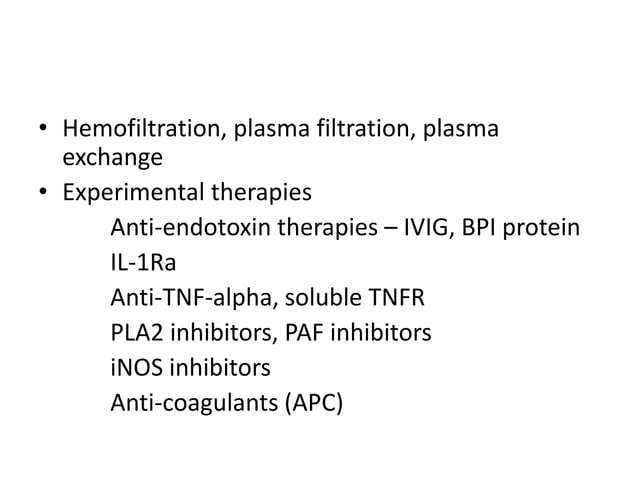 • Hemofiltration, plasma filtration, plasma
exchange
• Experimental therapies
Anti-endotoxin therapies – IVIG, BPI protein
IL-1Ra
Anti-TNF-alpha, soluble TNFR
PLA2 inhibitors, PAF inhibitors
iNOS inhibitors
Anti-coagulants (APC)